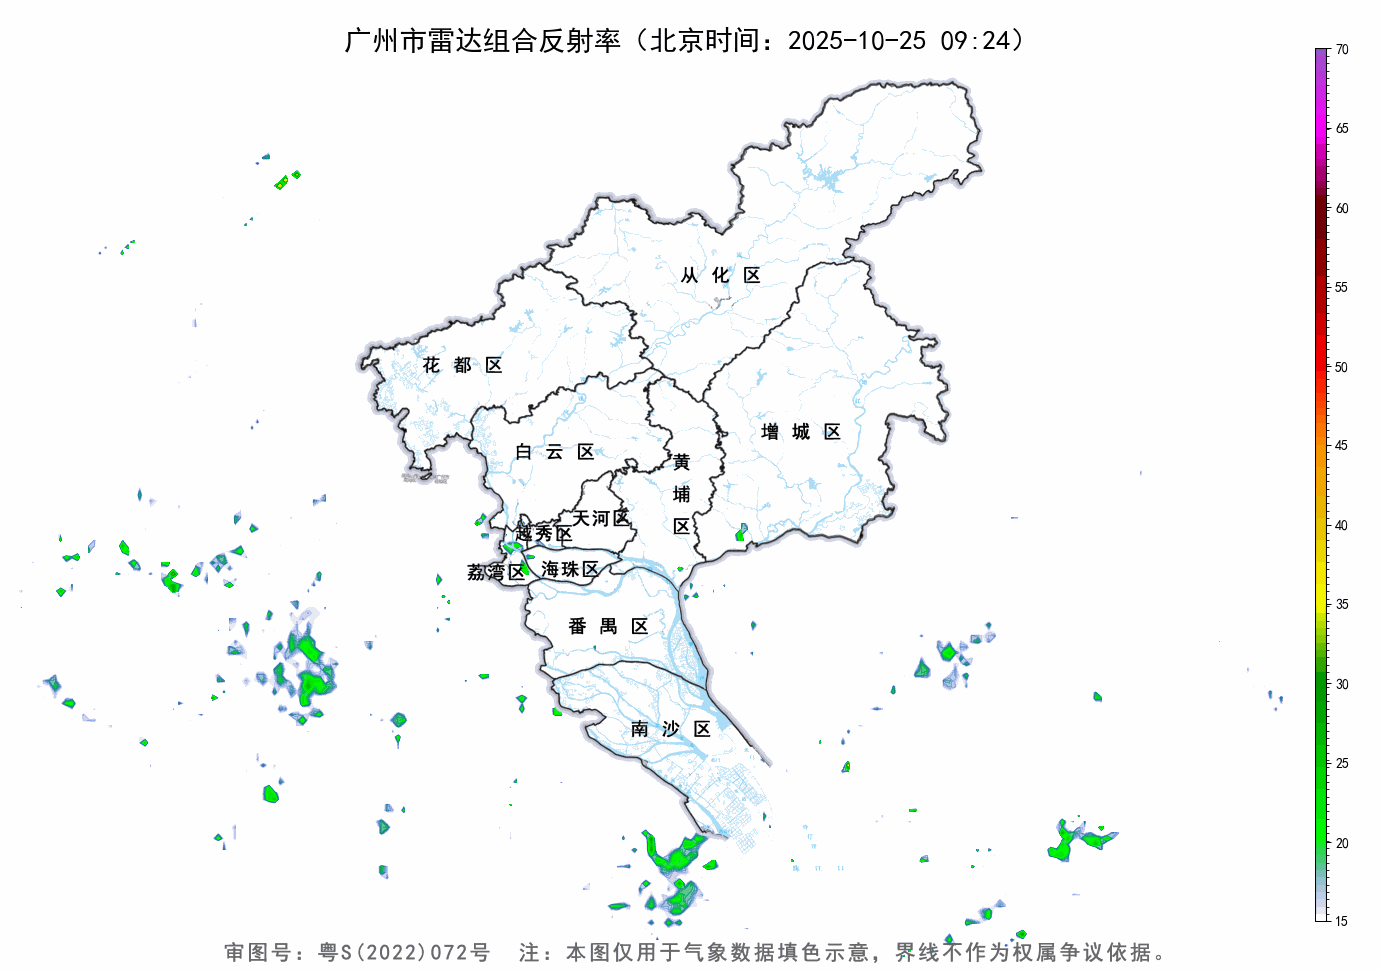 广州市雷达组合反射率（北京时间：2025-10-25 09:24）
70
65
60
55
50
45
40
35
30
25
20
15
从化区
花都区
增城区
白云区
黄埔区
天河区
越秀区
荔湾区
海珠区
番禺区
南沙区
审图号：粤S(2022)072号 注：本图仅用于气象数据填色示意，界线不作为权属争议依据。